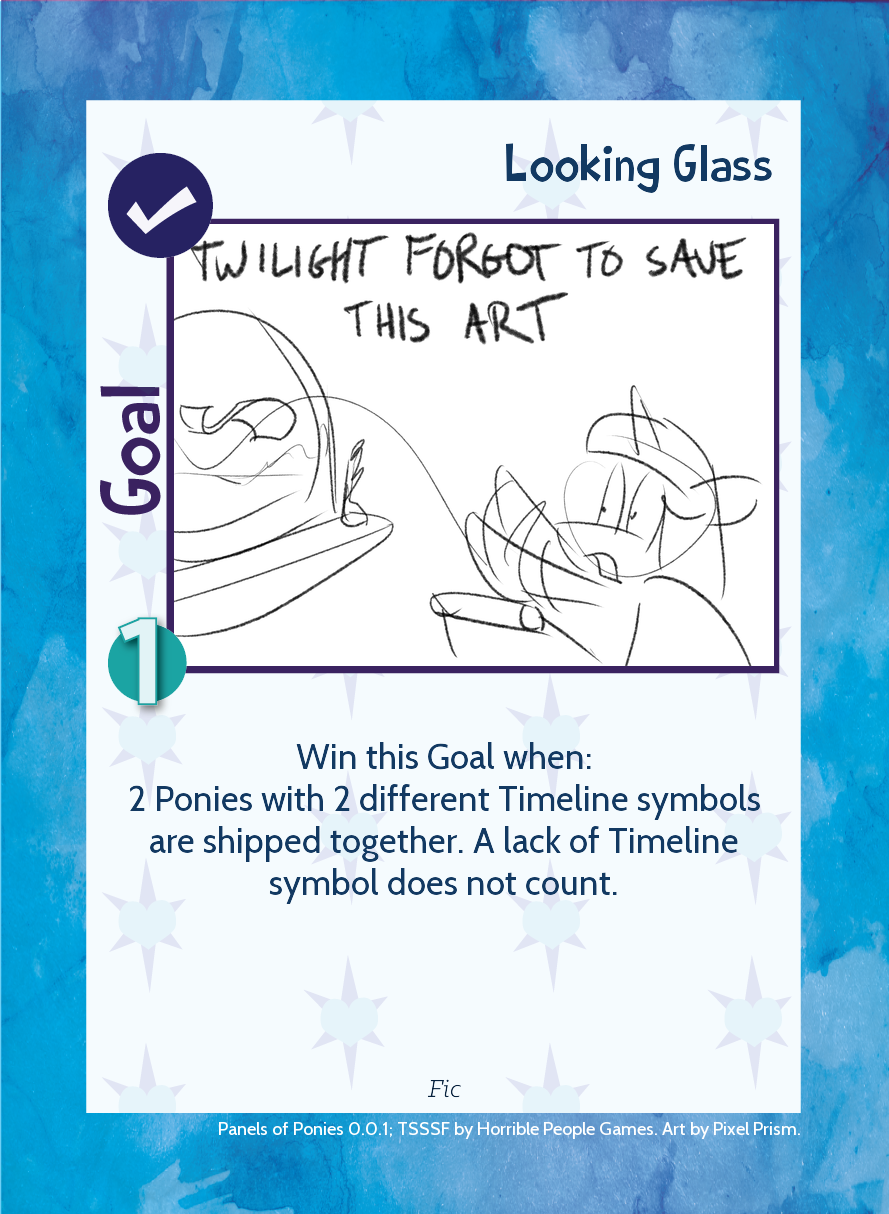 Looking Glass
TWILIGHT FORGOT TO SAVE
THIS ART
Goal
1
Win this Goal when:
2 Ponies with 2 different Timeline symbols
are shipped together. A lack of Timeline
symbol does not count.
Fic
Panels of Ponies 0.0.1; TSSSF by Horrible People Games. Art by Pixel Prism.